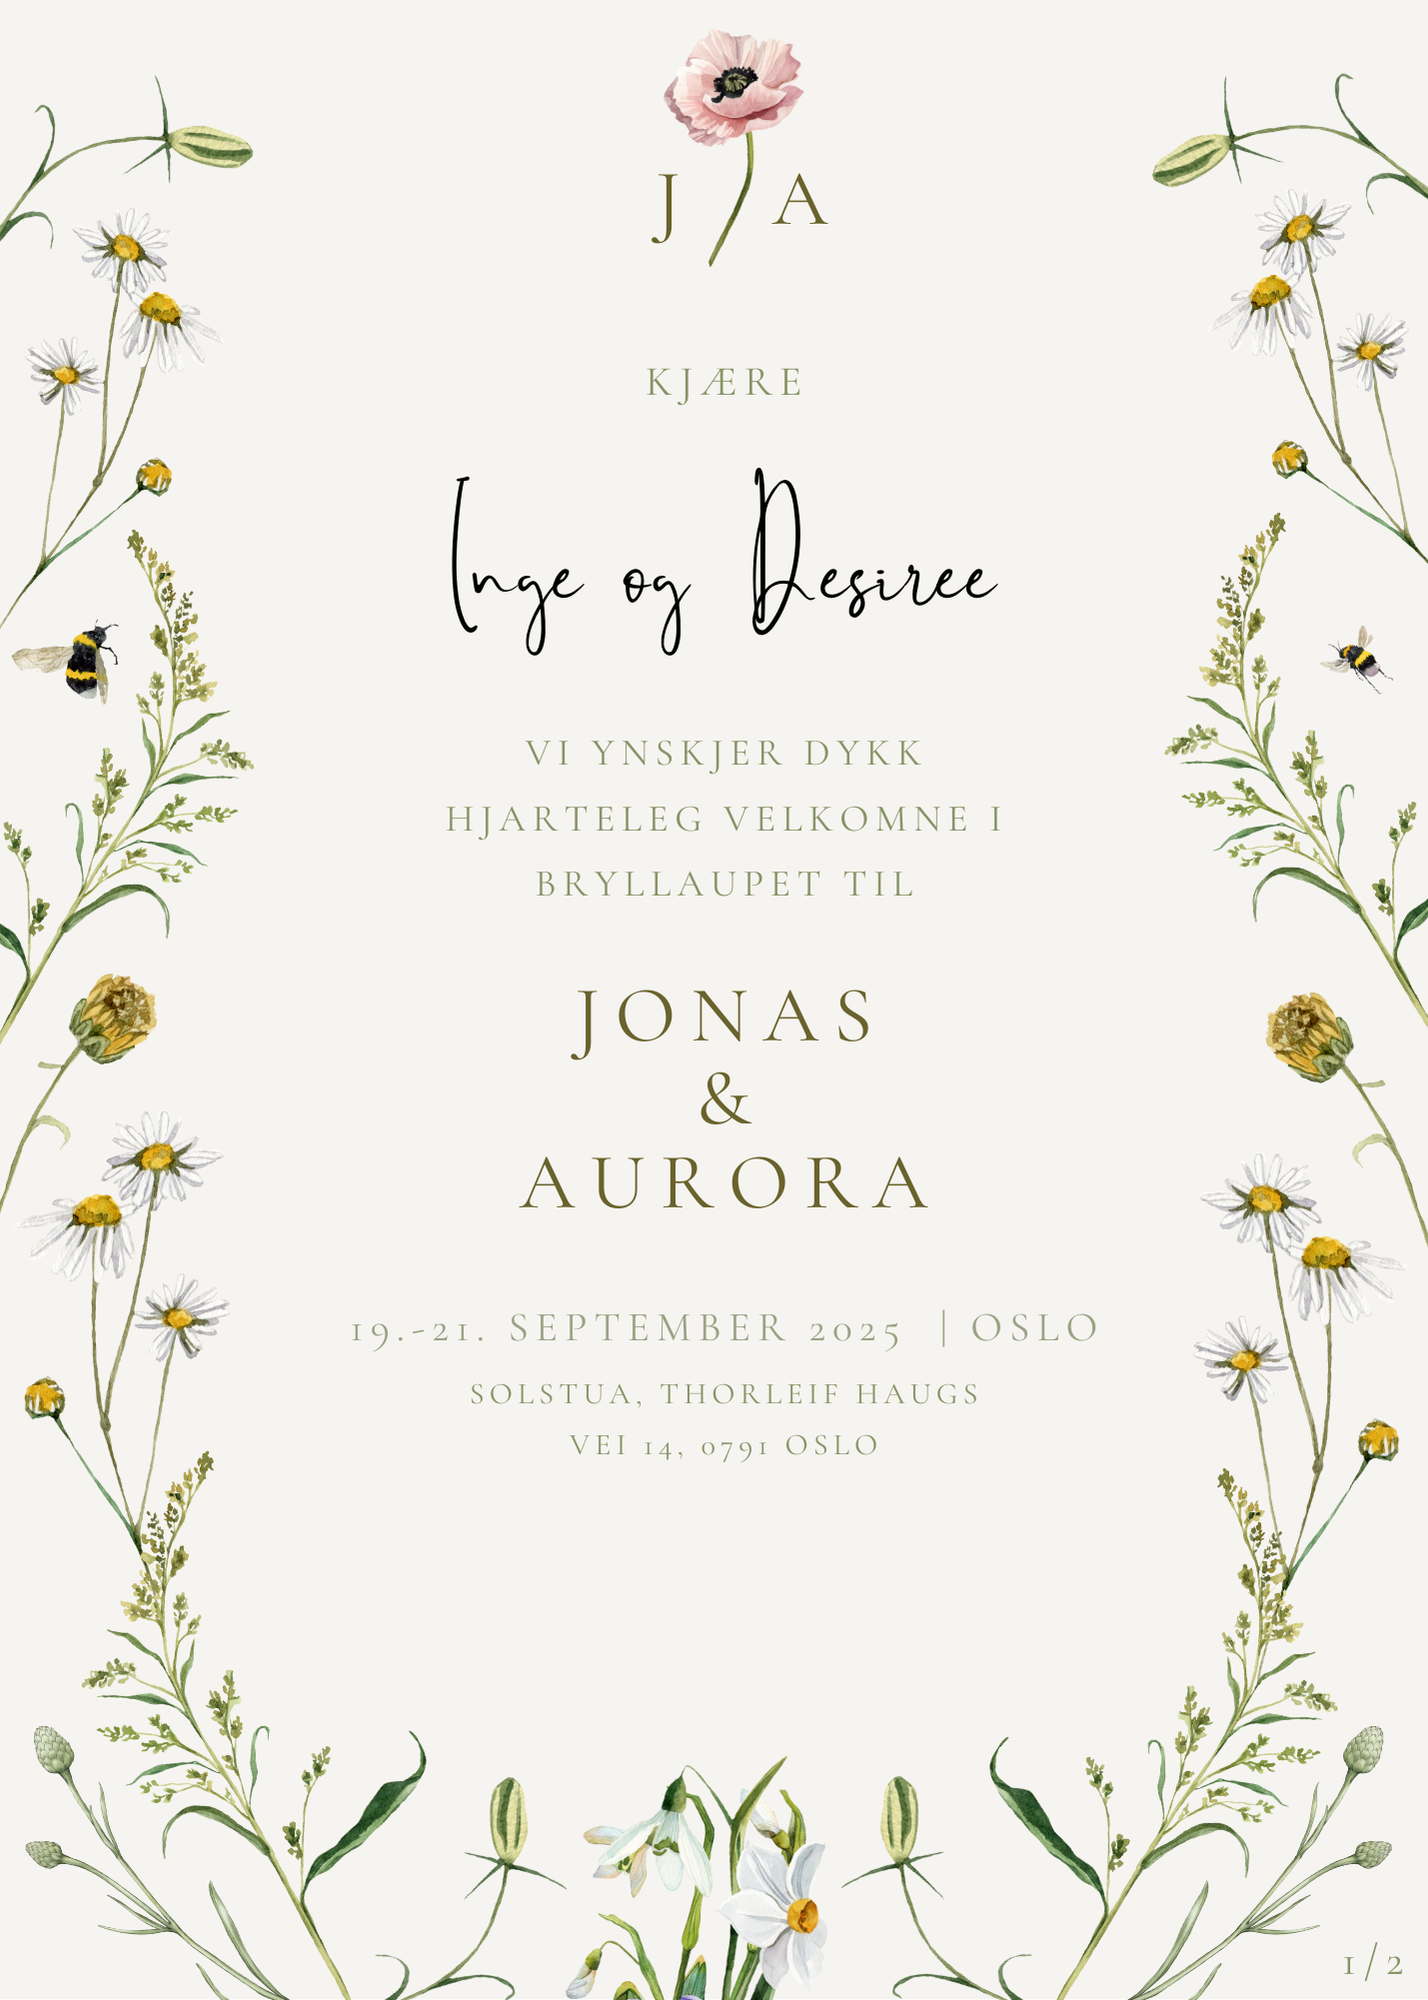 J A
KJÆRE
Inge og Desiree
VI YNSKJER DYKK
HJARTELEG VELKOMNE I
BRYLLAUPET TIL
JONAS
&
AURORA
19.-21. SEPTEMBER 2025 | OSLO
SOLSTUA, THORLEIF HAUGS
VEI 14, 0791 OSLO
1/2